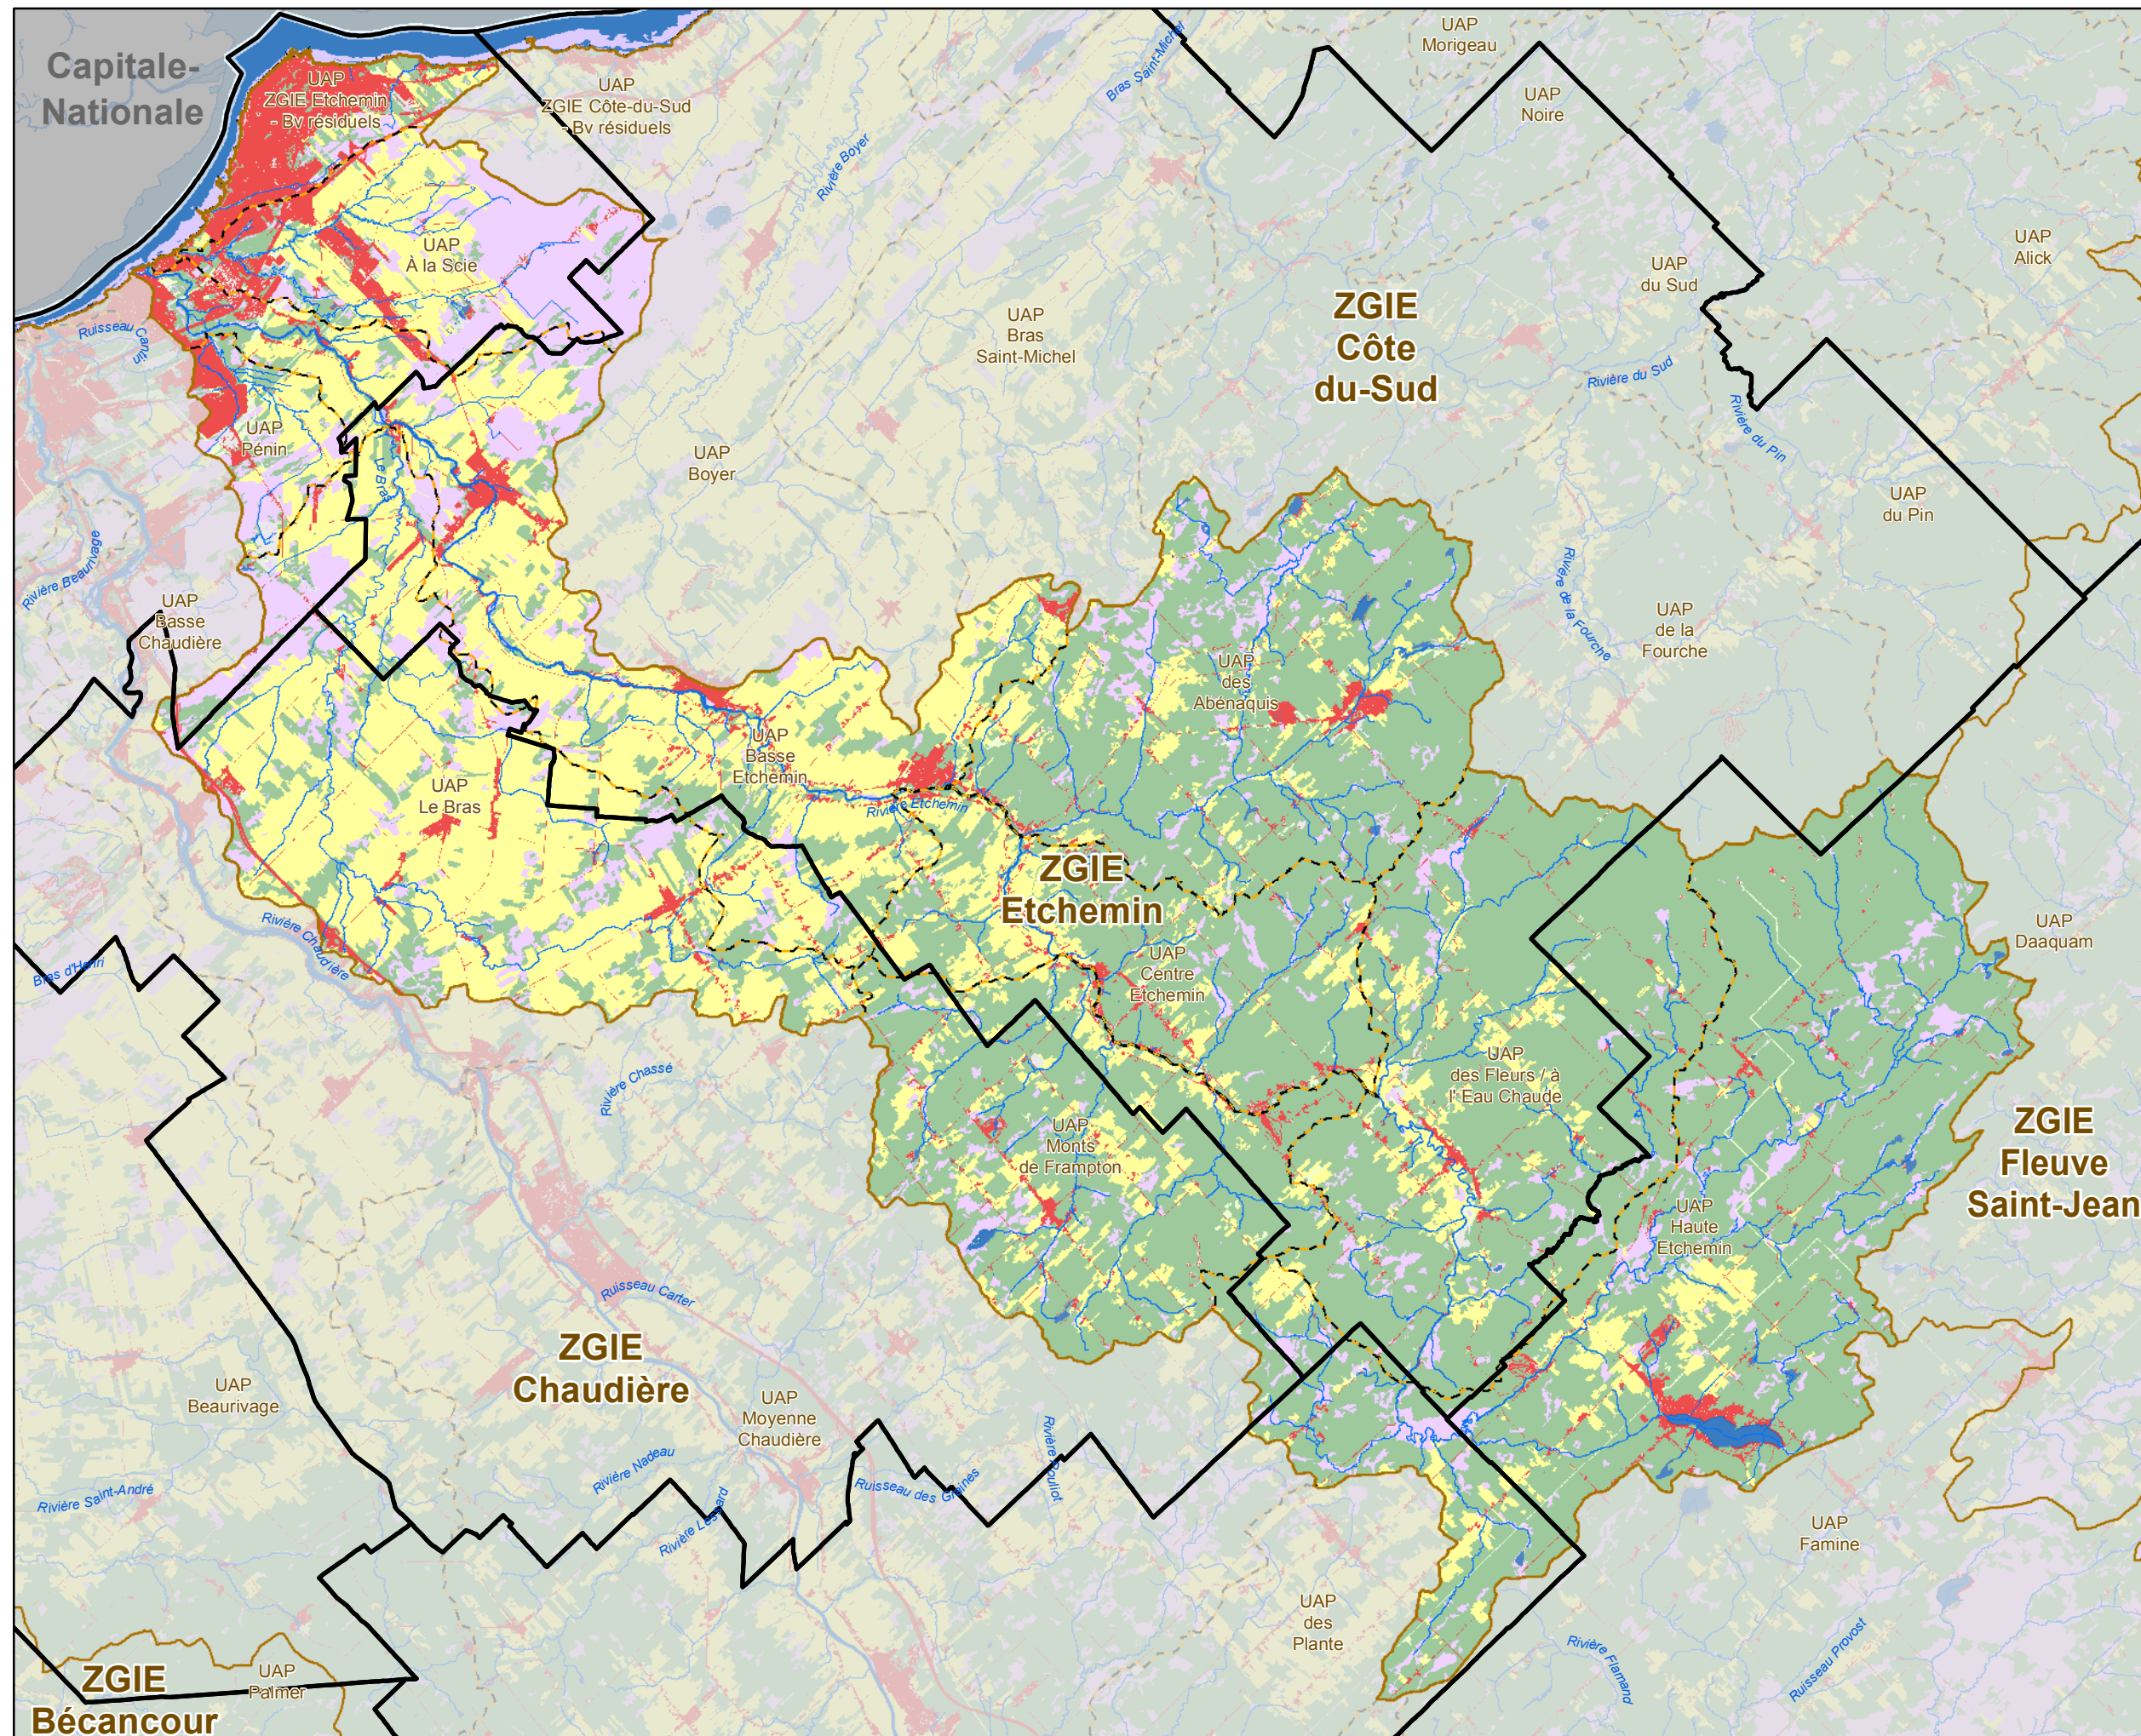 Capitale-
Nationale
UAP
ZGIE Etchemin
- Bv résiduels
UAP
ZGIE Côte-du-Sud
- Bv résiduels
Bras Saint-Michel
UAP
Morigeau
UAP
Noire
Rivière Boyer
UAP
À la Scie
UAP
du Sud
UAP
Alick
Ruisseau Cantin
UAP
Bras
Saint-Michel
ZGIE
Côte
du-Sud
Rivière du Sud
Rivière du Pin
UAP
Pénin
Le Bras
UAP
Boyer
UAP
du Pin
Rivière Beaurivage
UAP
Basse
Chaudière
Rivière de la Fourche
UAP
de la
Fourche
UAP
des
Abénaquis
UAP
Basse
Etchemin
UAP
Le Bras
Rivière Etchemin
ZGIE
Etchemin
Rivière Chaudière
Bras d'Henri
UAP
Centre
Etchemin
UAP
Daaquam
UAP
des Fleurs / à
l' Eau Chaude
Rivière Chassé
UAP
Monts
de Frampton
ZGIE
Fleuve
Saint-Jean
UAP
Haute
Etchemin
Ruisseau Carter
ZGIE
Chaudière
UAP
Beaurivage
UAP
Moyenne
Chaudière
Rivière Nadeau
Ruisseau des Graines
Rivière Pouliot
Rivière Saint-André
Rivière Lessard
UAP
Famine
UAP
des
Plante
Rivière Flamand
Ruisseau Provost
ZGIE
Bécancour
UAP
Palmer